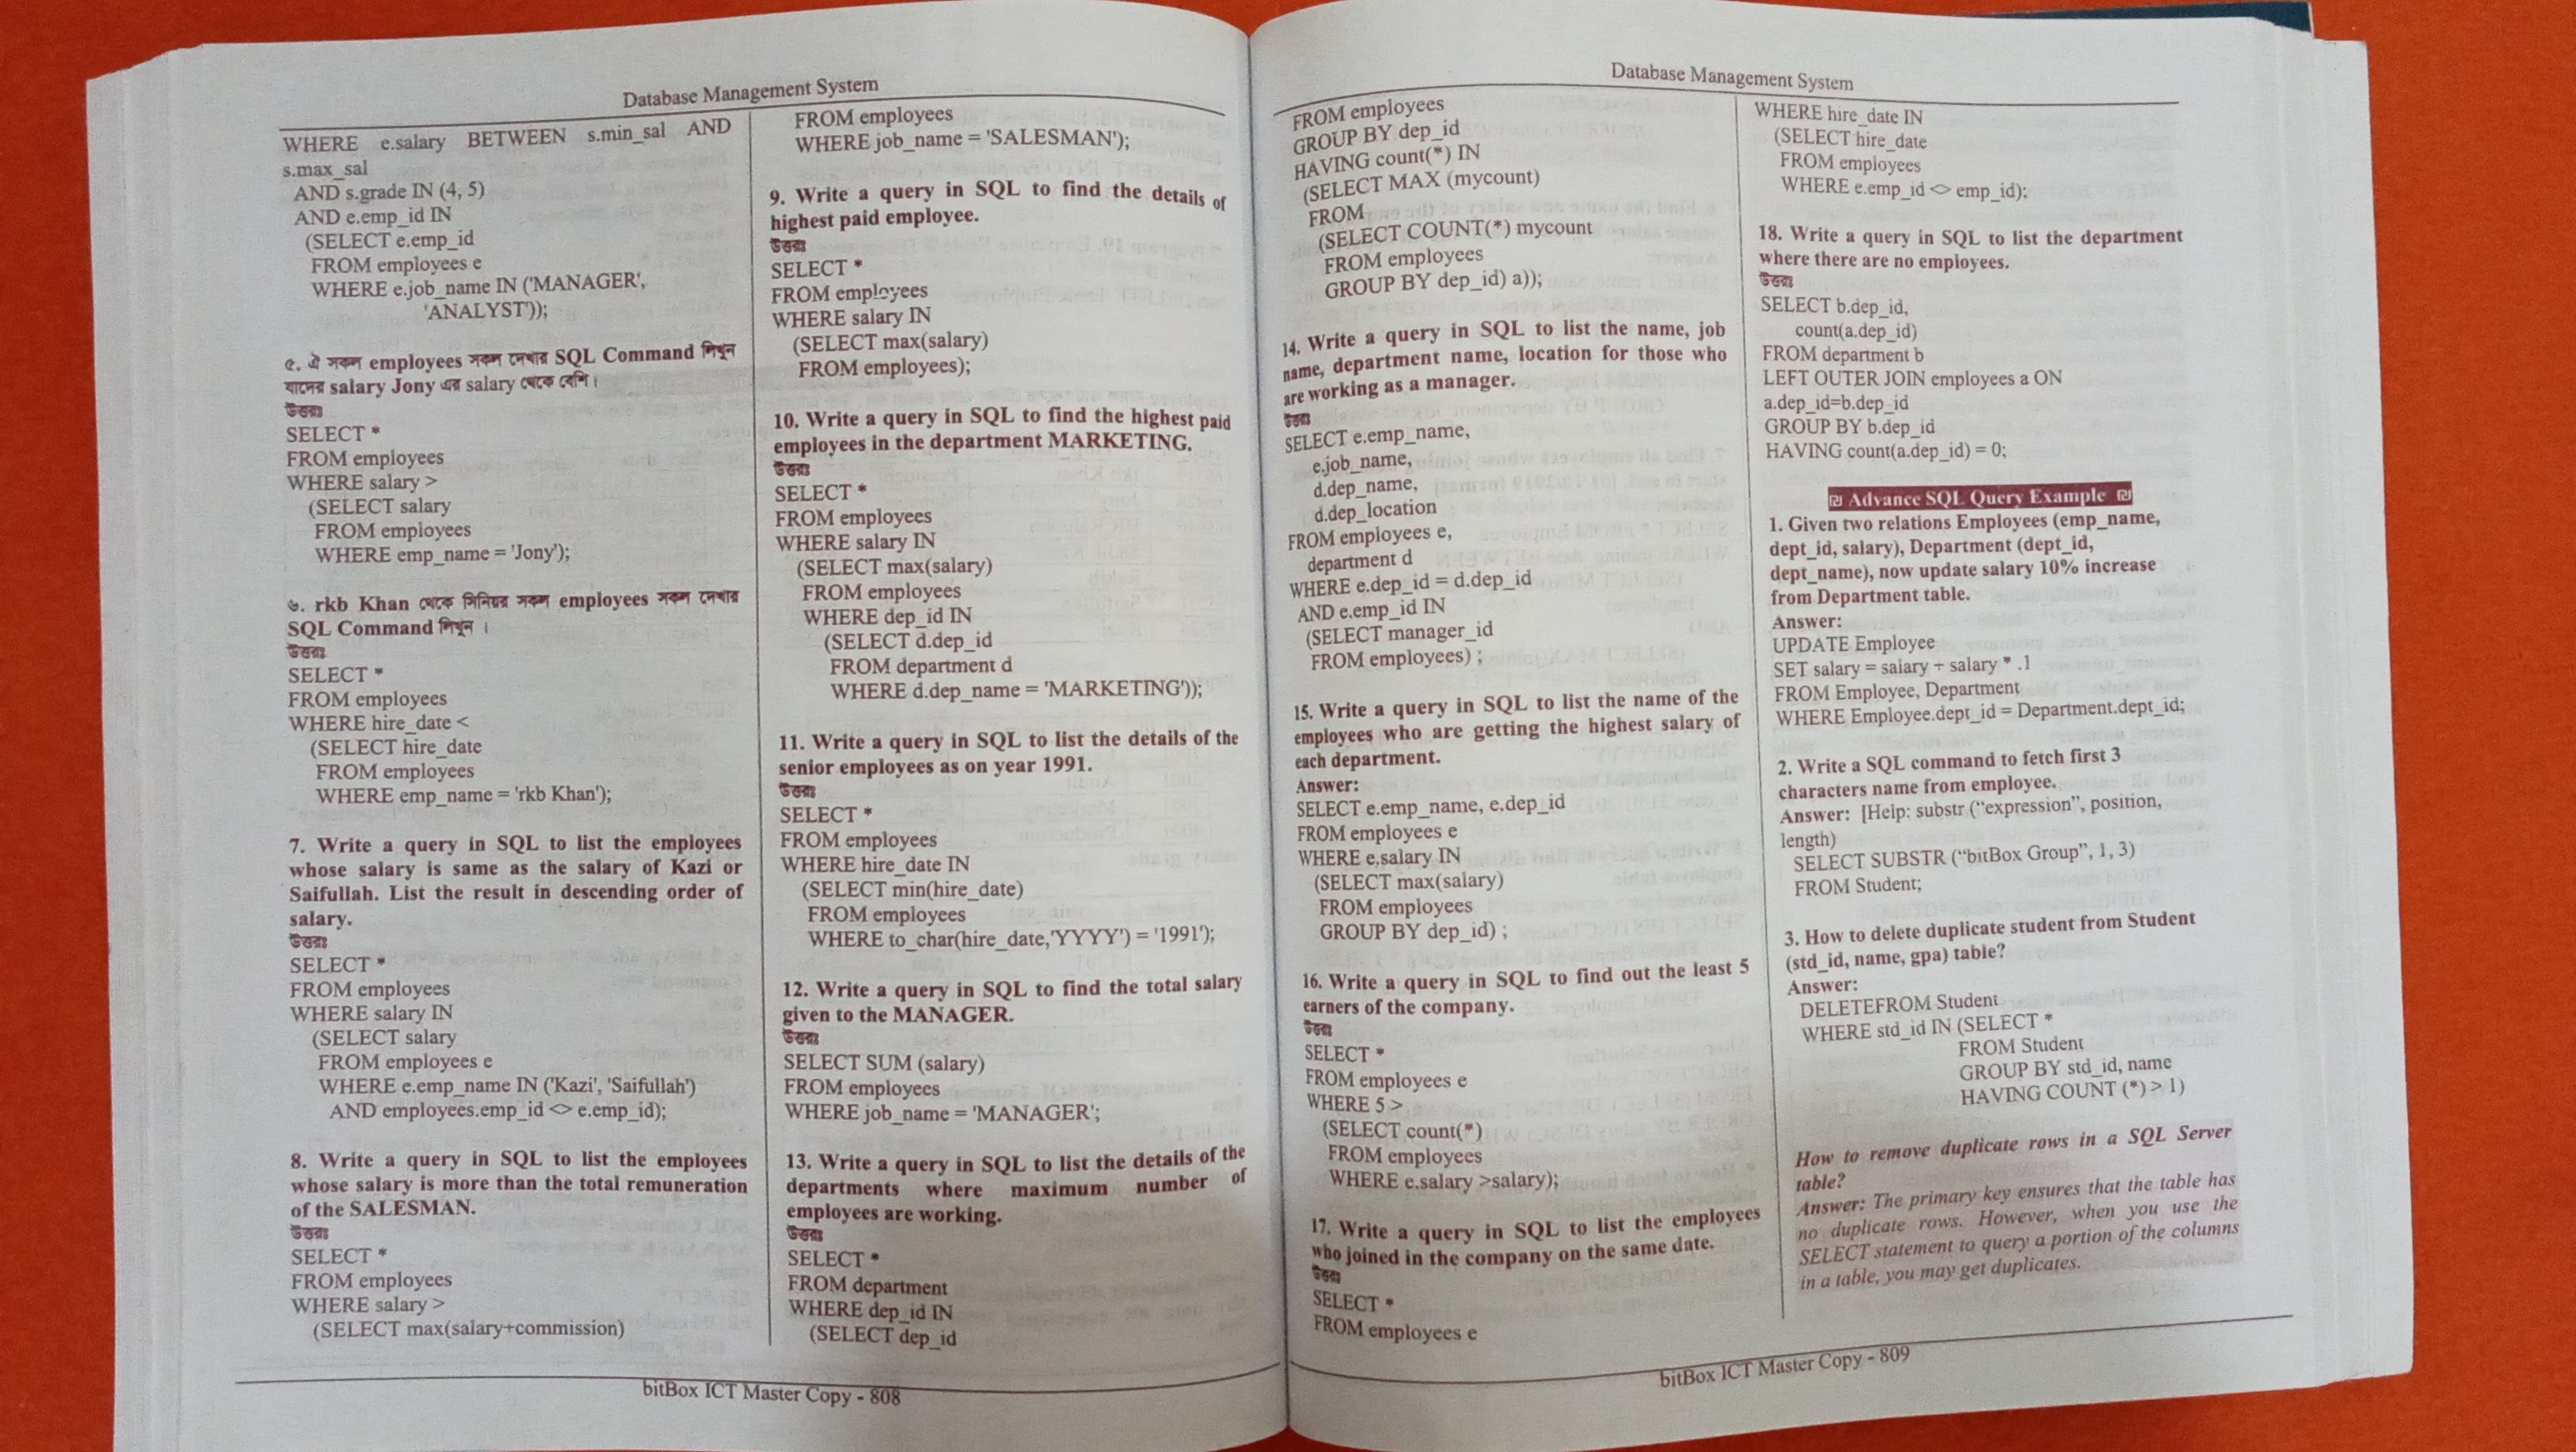 Database Management System
WHERE e.salary BETWEEN s.min_sal AND
s.max_sal
AND s.grade IN (4, 5)
AND e.emp_id IN
(SELECT e.emp_id
FROM employees e
WHERE e.job_name IN ('MANAGER',
'ANALYST'));
৫. ঐ সকল employees সকল দেখার SQL Command লিখুন
যাদের salary Jony এর salary থেকে বেশি।
উত্তরঃ
SELECT *
FROM employees
WHERE salary >
(SELECT salary
FROM employees
WHERE emp_name = 'Jony');
৬. rkb Khan থেকে সিনিয়র সকল employees সকল দেখার
SQL Command লিখুন ।
উত্তরঃ
SELECT *
FROM employees
WHERE hire_date <
(SELECT hire_date
FROM employees
WHERE emp_name = 'rkb Khan');
7. Write a query in SQL to list the employees
whose salary is same as the salary of Kazi or
Saifullah. List the result in descending order of
salary.
উত্তরঃ
SELECT *
FROM employees
WHERE salary IN
(SELECT salary
FROM employees e
WHERE e.emp_name IN ('Kazi', 'Saifullah')
AND employees.emp_id <> e.emp_id);
8. Write a query in SQL to list the employees
whose salary is more than the total remuneration
of the SALESMAN.
উত্তরঃ
SELECT *
FROM employees
WHERE salary >
(SELECT max(salary+commission)
FROM employees
WHERE job_name = 'SALESMAN');
9. Write a query in SQL to find the details of
highest paid employee.
উত্তরঃ
SELECT *
FROM employees
WHERE salary IN
(SELECT max(salary)
FROM employees);
10. Write a query in SQL to find the highest paid
employees in the department MARKETING.
উত্তরঃ
SELECT *
FROM employees
WHERE salary IN
(SELECT max(salary)
FROM employees
WHERE dep_id IN
(SELECT d.dep_id
FROM department d
WHERE d.dep_name = 'MARKETING'));
11. Write a query in SQL to list the details of the
senior employees as on year 1991.
উত্তরঃ
SELECT *
FROM employees
WHERE hire_date IN
(SELECT min(hire_date)
FROM employees
WHERE to_char(hire_date,'YYYY') = '1991');
12. Write a query in SQL to find the total salary
given to the MANAGER.
উত্তরঃ
SELECT SUM (salary)
FROM employees
WHERE job_name = 'MANAGER';
13. Write a query in SQL to list the details of the
departments where maximum number of
employees are working.
উত্তরঃ
SELECT *
FROM department
WHERE dep_id IN
(SELECT dep_id
bitBox ICT Master Copy - 808
Database Management System
FROM employees
GROUP BY dep_id
HAVING count(*) IN
(SELECT MAX (mycount)
FROM
(SELECT COUNT(*) mycount
FROM employees
GROUP BY dep_id) a));
14. Write a query in SQL to list the name, job
name, department name, location for those who
are working as a manager.
উত্তরঃ
SELECT e.emp_name,
e.job_name,
d.dep_name,
d.dep_location
FROM employees e,
department d
WHERE e.dep_id = d.dep_id
AND e.emp_id IN
(SELECT manager_id
FROM employees) ;
15. Write a query in SQL to list the name of the
employees who are getting the highest salary of
each department.
Answer:
SELECT e.emp_name, e.dep_id
FROM employees e
WHERE e.salary IN
(SELECT max(salary)
FROM employees
GROUP BY dep_id) ;
16. Write a query in SQL to find out the least 5
earners of the company.
উত্তরঃ
SELECT *
FROM employees e
WHERE 5 >
(SELECT count(*)
FROM employees
WHERE e.salary >salary);
17. Write a query in SQL to list the employees
who joined in the company on the same date.
উত্তরঃ
SELECT *
FROM employees e
WHERE hire_date IN
(SELECT hire_date
FROM employees
WHERE e.emp_id <> emp_id);
18. Write a query in SQL to list the department
where there are no employees.
উত্তরঃ
SELECT b.dep_id,
count(a.dep_id)
FROM department b
LEFT OUTER JOIN employees a ON
a.dep_id=b.dep_id
GROUP BY b.dep_id
HAVING count(a.dep_id) = 0;
Advance SQL Query Example
1. Given two relations Employees (emp_name,
dept_id, salary), Department (dept_id,
dept_name), now update salary 10% increase
from Department table.
Answer:
UPDATE Employee
SET salary = salary + salary * .1
FROM Employee, Department
WHERE Employee.dept_id = Department.dept_id;
2. Write a SQL command to fetch first 3
characters name from employee.
Answer: [Help: substr (“expression”, position,
length)
SELECT SUBSTR (“bitBox Group”, 1, 3)
FROM Student;
3. How to delete duplicate student from Student
(std_id, name, gpa) table?
Answer:
DELETEFROM Student
WHERE std_id IN (SELECT *
FROM Student
GROUP BY std_id, name
HAVING COUNT (*) > 1)
How to remove duplicate rows in a SQL Server
table?
Answer: The primary key ensures that the table has
no duplicate rows. However, when you use the
SELECT statement to query a portion of the columns
in a table, you may get duplicates.
bitBox ICT Master Copy - 809